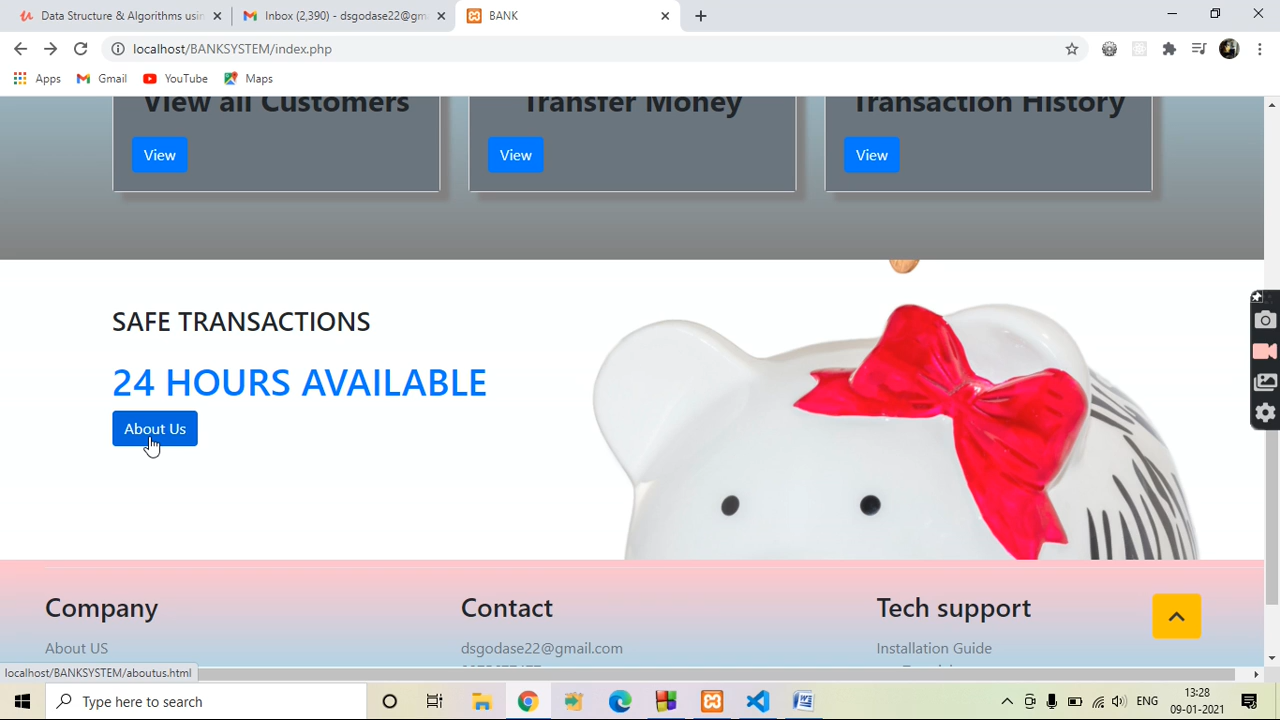 Data Structure & Algorithms usi
Inbox (2,390) - dsgodase22@gm
BANK
localhost/BANKSYSTEM/index.php
Apps
Gmail
YouTube
Maps
View all Customers
Transfer Money
Transaction History
View
View
View
SAFE TRANSACTIONS
24 HOURS AVAILABLE
About Us
Company
Contact
Tech support
About US
dsgodase22@gmail.com
Installation Guide
localhost/BANKSYSTEM/aboutus.html
Type here to search
ENG
13:28
09-01-2021